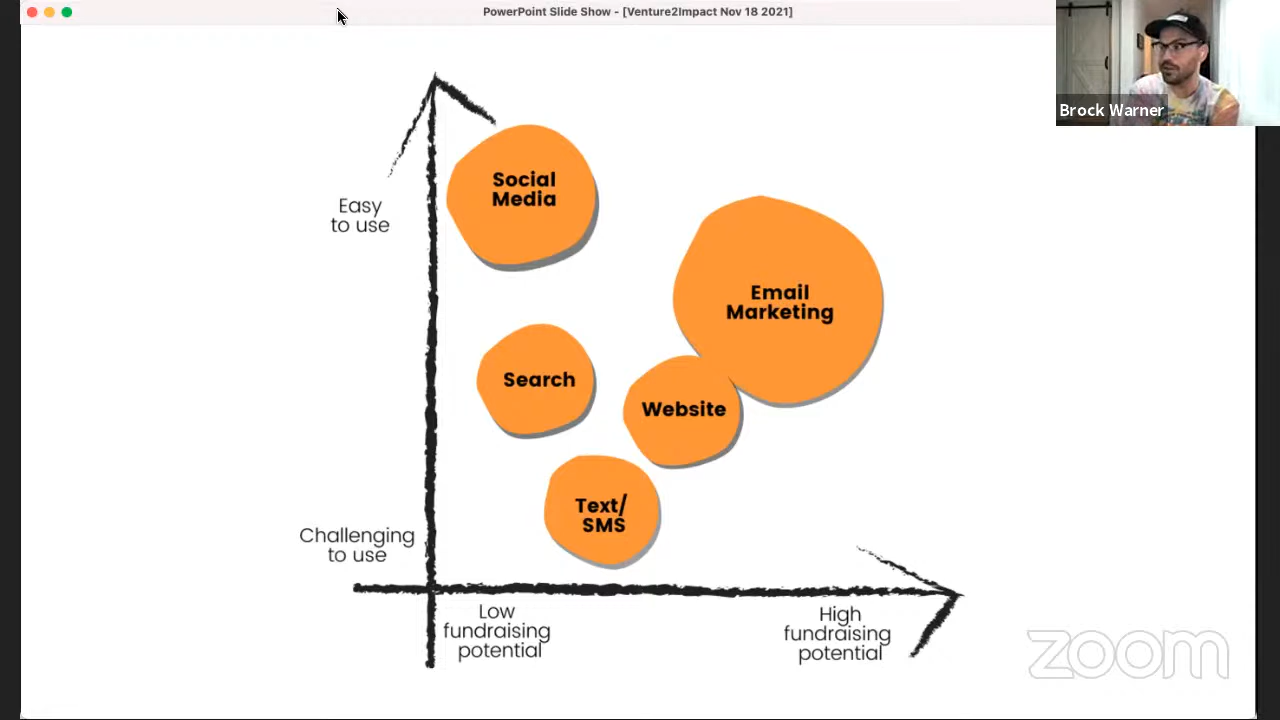 PowerPoint Slide Show - [Venture2Impact Nov 18 2021]
Brock Warner
Social
Media
Easy
to use
Email
Marketing
Search
Website
Text/
SMS
Challenging
to use
Low
fundraising
potential
High
fundraising
potential
zoom